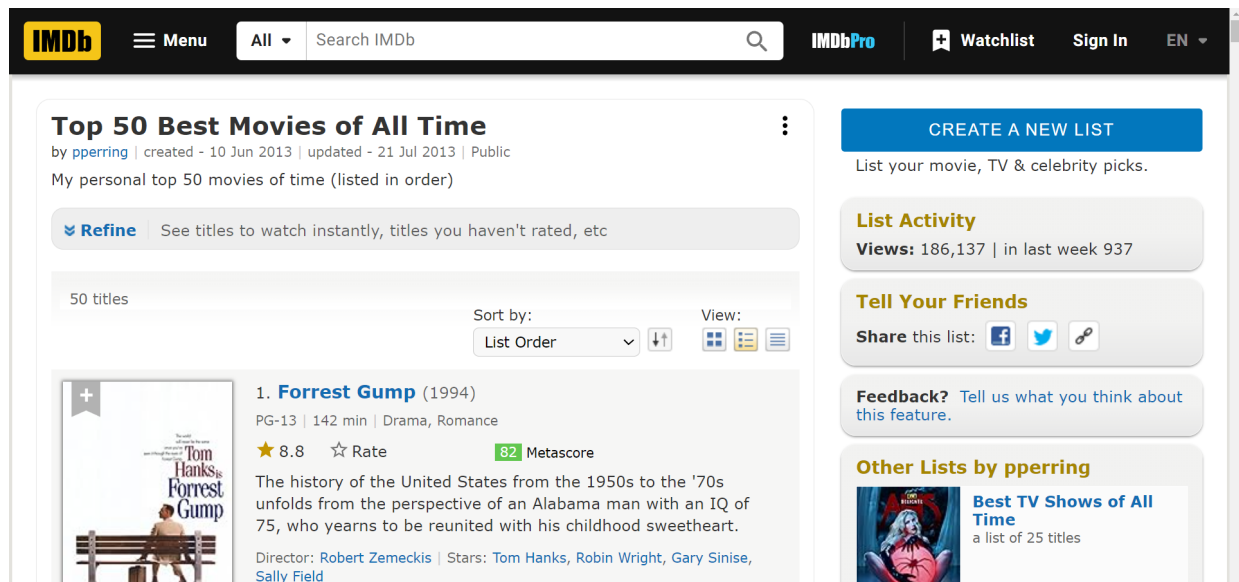 IMDb
Menu
All
Search IMDb
IMDbPro
Watchlist
Sign In
EN
Top 50 Best Movies of All Time
by pperring | created - 10 Jun 2013 | updated - 21 Jul 2013 | Public
My personal top 50 movies of time (listed in order)
Refine
See titles to watch instantly, titles you haven't rated, etc
50 titles
Sort by:
List Order
View:
Tom
Hanks is
Forrest
Gump
1. Forrest Gump (1994)
PG-13 | 142 min | Drama, Romance
8.8
Rate
82 Metascore
The history of the United States from the 1950s to the '70s
unfolds from the perspective of an Alabama man with an IQ of
75, who yearns to be reunited with his childhood sweetheart.
Director: Robert Zemeckis | Stars: Tom Hanks, Robin Wright, Gary Sinise,
Sally Field
CREATE A NEW LIST
List your movie, TV & celebrity picks.
List Activity
Views: 186,137 | in last week 937
Tell Your Friends
Share this list:
Feedback? Tell us what you think about
this feature.
Other Lists by pperring
Best TV Shows of All
Time
a list of 25 titles